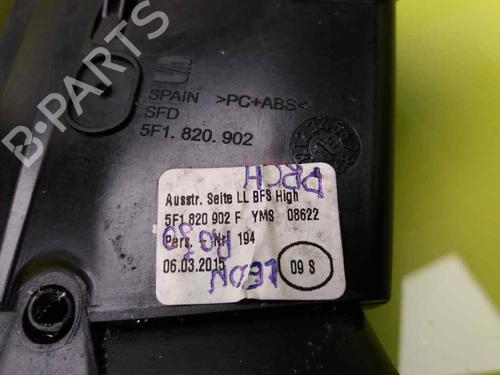 SPAIN >PC+ABS<
SFD
5F1.820.902
Ausstr. Seite LL BFS High
5F1 820 902 F YMS 08622
Pers. Nr. 194
06.03.2015
09 S
DRCH
LEON
B-PARTS